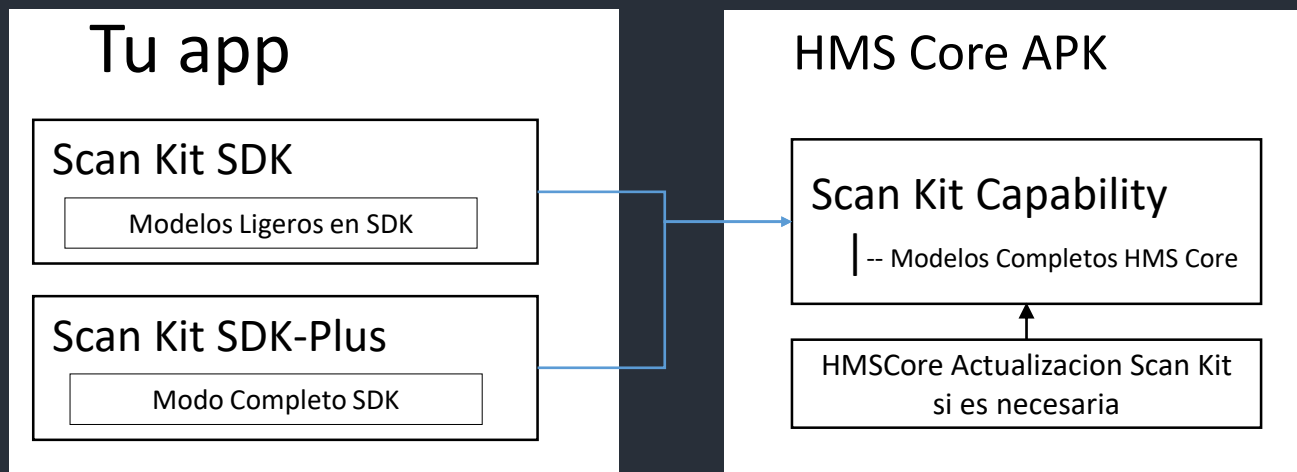 Tu app
Scan Kit SDK
Modelos Ligeros en SDK
Scan Kit SDK-Plus
Modo Completo SDK
HMS Core APK
Scan Kit Capability
|-- Modelos Completos HMS Core
HMSCore Actualizacion Scan Kit
si es necesaria